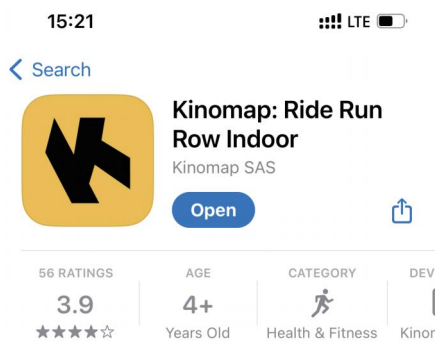 15:21
LTE
Search
Kinomap: Ride Run
Row Indoor
Kinomap SAS
Open
56 RATINGS
AGE
CATEGORY
3.9
4+
Years Old
Health & Fitness